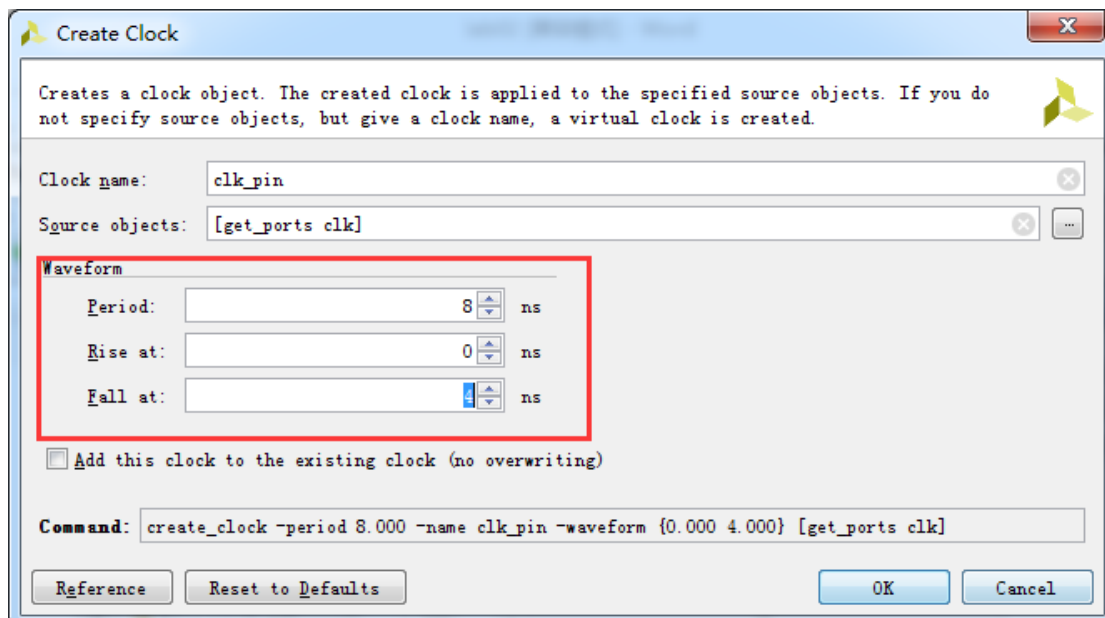 Create Clock
Creates a clock object. The created clock is applied to the specified source objects. If you do
not specify source objects, but give a clock name, a virtual clock is created.
Clock name: clk_pin
Source objects: [get_ports clk] ...
Waveform
Period: 8 ns
Rise at: 0 ns
Fall at: 4 ns
Add this clock to the existing clock (no overwriting)
Command: create_clock -period 8.000 -name clk_pin -waveform {0.000 4.000} [get_ports clk]
Reference Reset to Defaults OK Cancel